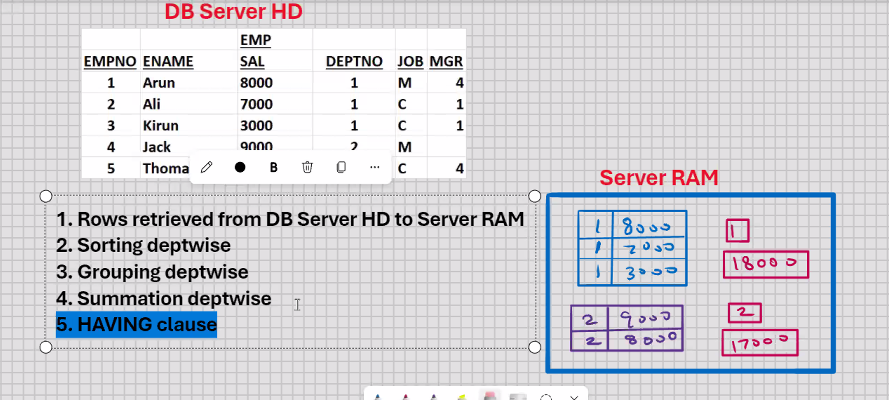 DB Server HD
EMP
EMPNO ENAME SAL DEPTNO JOB MGR
1 Arun 8000 1 M 4
2 Ali 7000 1 C 1
3 Kirun 3000 1 C 1
4 Jack 9000 2 M
5 Thoma C 4
B
1. Rows retrieved from DB Server HD to Server RAM
2. Sorting deptwise
3. Grouping deptwise
4. Summation deptwise
5. HAVING clause
Server RAM
1 8000
1 7000
1 3000
1
18000
2 9000
2 8000
2
17000